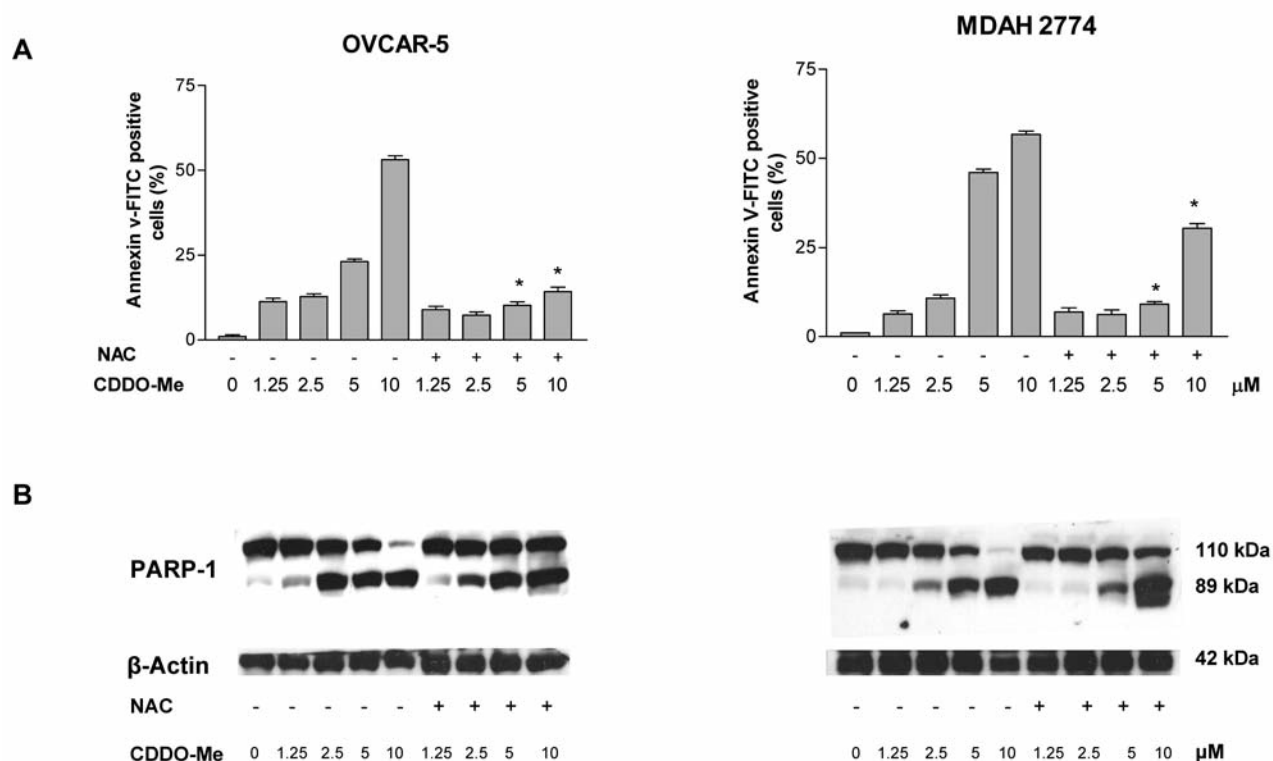 A
OVCAR-5
MDAH 2774
Annexin v-FITC positive
cells (%)
75
50
25
0
NAC - - - - - + + + +
CDDO-Me 0 1.25 2.5 5 10 1.25 2.5 5 10
* *
Annexin V-FITC positive
cells (%)
75
50
25
0
- - - - - + + + +
0 1.25 2.5 5 10 1.25 2.5 5 10 μM
* *
B
PARP-1
110 kDa
89 kDa
β-Actin
42 kDa
NAC - - - - - + + + +
- - - - - + + + +
CDDO-Me 0 1.25 2.5 5 10 1.25 2.5 5 10
0 1.25 2.5 5 10 1.25 2.5 5 10 μM